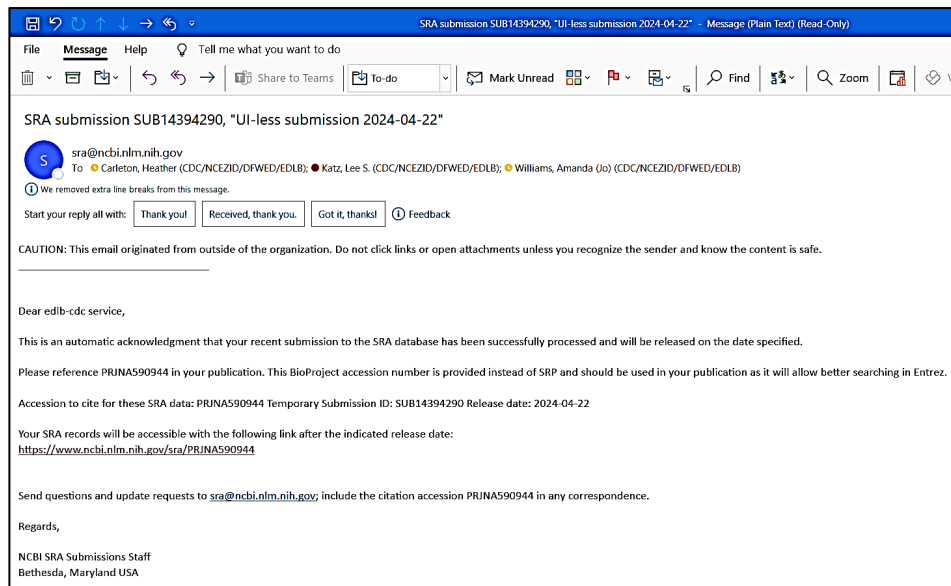 SRA submission SUB14394290, "UI-less submission 2024-04-22" - Message (Plain Text) (Read-Only)
File Message Help Tell me what you want to do
Share to Teams To-do Mark Unread Find Zoom
SRA submission SUB14394290, "UI-less submission 2024-04-22"
S
sra@ncbi.nlm.nih.gov
To Carleton, Heather (CDC/NCEZID/DFWED/EDLB); Katz, Lee S. (CDC/NCEZID/DFWED/EDLB); Williams, Amanda (Jo) (CDC/NCEZID/DFWED/EDLB)
We removed extra line breaks from this message.
Start your reply all with: Thank you! Received, thank you. Got it, thanks! Feedback
CAUTION: This email originated from outside of the organization. Do not click links or open attachments unless you recognize the sender and know the content is safe.
Dear edlb-cdc service,
This is an automatic acknowledgment that your recent submission to the SRA database has been successfully processed and will be released on the date specified.
Please reference PRJNA590944 in your publication. This BioProject accession number is provided instead of SRP and should be used in your publication as it will allow better searching in Entrez.
Accession to cite for these SRA data: PRJNA590944 Temporary Submission ID: SUB14394290 Release date: 2024-04-22
Your SRA records will be accessible with the following link after the indicated release date:
https://www.ncbi.nlm.nih.gov/sra/PRJNA590944
Send questions and update requests to sra@ncbi.nlm.nih.gov; include the citation accession PRJNA590944 in any correspondence.
Regards,
NCBI SRA Submissions Staff
Bethesda, Maryland USA